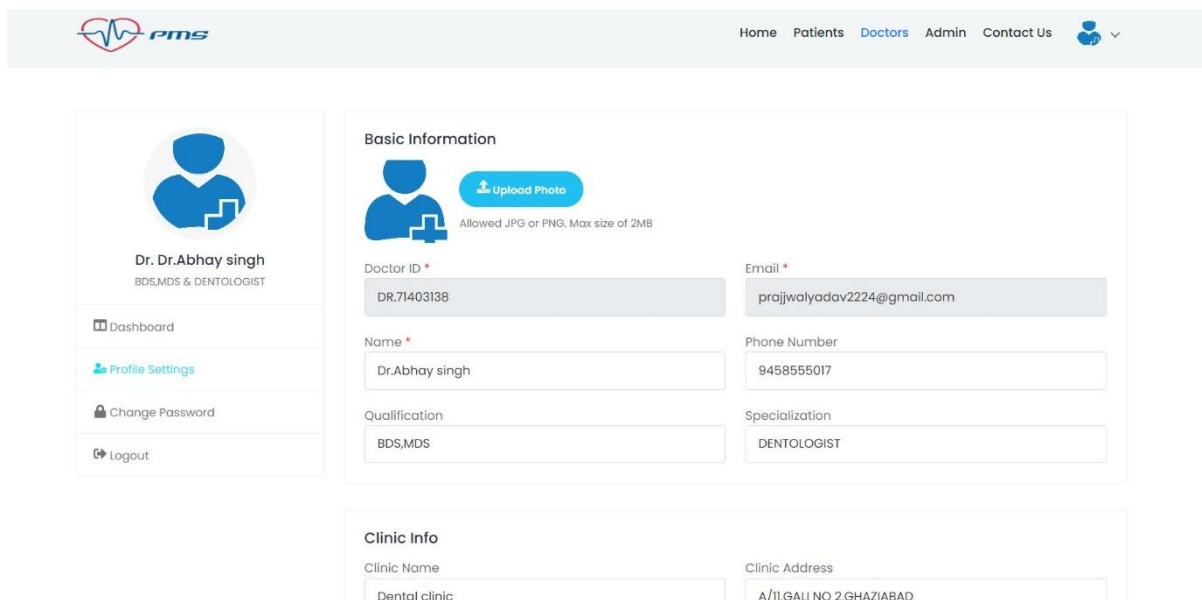 PMS
Home Patients Doctors Admin Contact Us
Dr. Dr.Abhay singh
BDS,MDS & DENTOLOGIST
Dashboard
Profile Settings
Change Password
Logout
Basic Information
Upload Photo
Allowed JPG or PNG. Max size of 2MB
Doctor ID * Email *
DR.71403138 prajjwalyadav2224@gmail.com
Name * Phone Number
Dr.Abhay singh 9458555017
Qualification Specialization
BDS,MDS DENTOLOGIST
Clinic Info
Clinic Name Clinic Address
Dental clinic A/11.GALI NO 2.GHAZIABAD